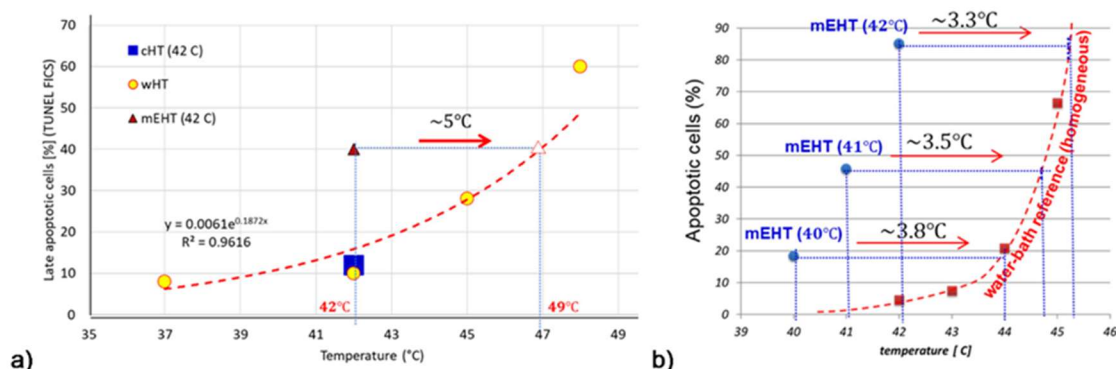 70
60
50
40
30
20
10
0
Late apoptotic cells [%] (TUNEL FICS)
cHT (42 C)
wHT
mEHT (42 C)
~5℃
y = 0.0061e^0.1872x
R² = 0.9616
42℃
49℃
35 37 39 41 43 45 47 49
Temperature (°C)
a)
90
80
70
60
50
40
30
20
10
0
Apoptotic cells (%)
mEHT (42℃)
~3.3℃
mEHT (41℃)
~3.5℃
mEHT (40℃)
~3.8℃
water-bath reference (homogeneous)
39 40 41 42 43 44 45 46
temperature [ C]
b)